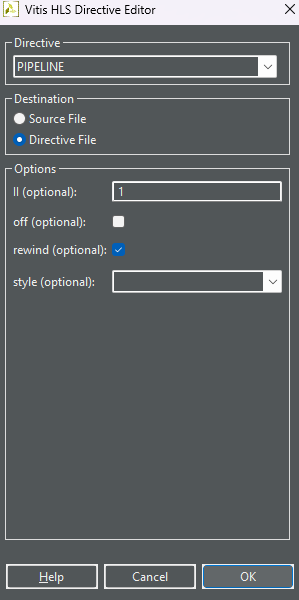 Vitis HLS Directive Editor
Directive
PIPELINE
Destination
Source File
Directive File
Options
II (optional): 1
off (optional):
rewind (optional):
style (optional):
Help Cancel OK